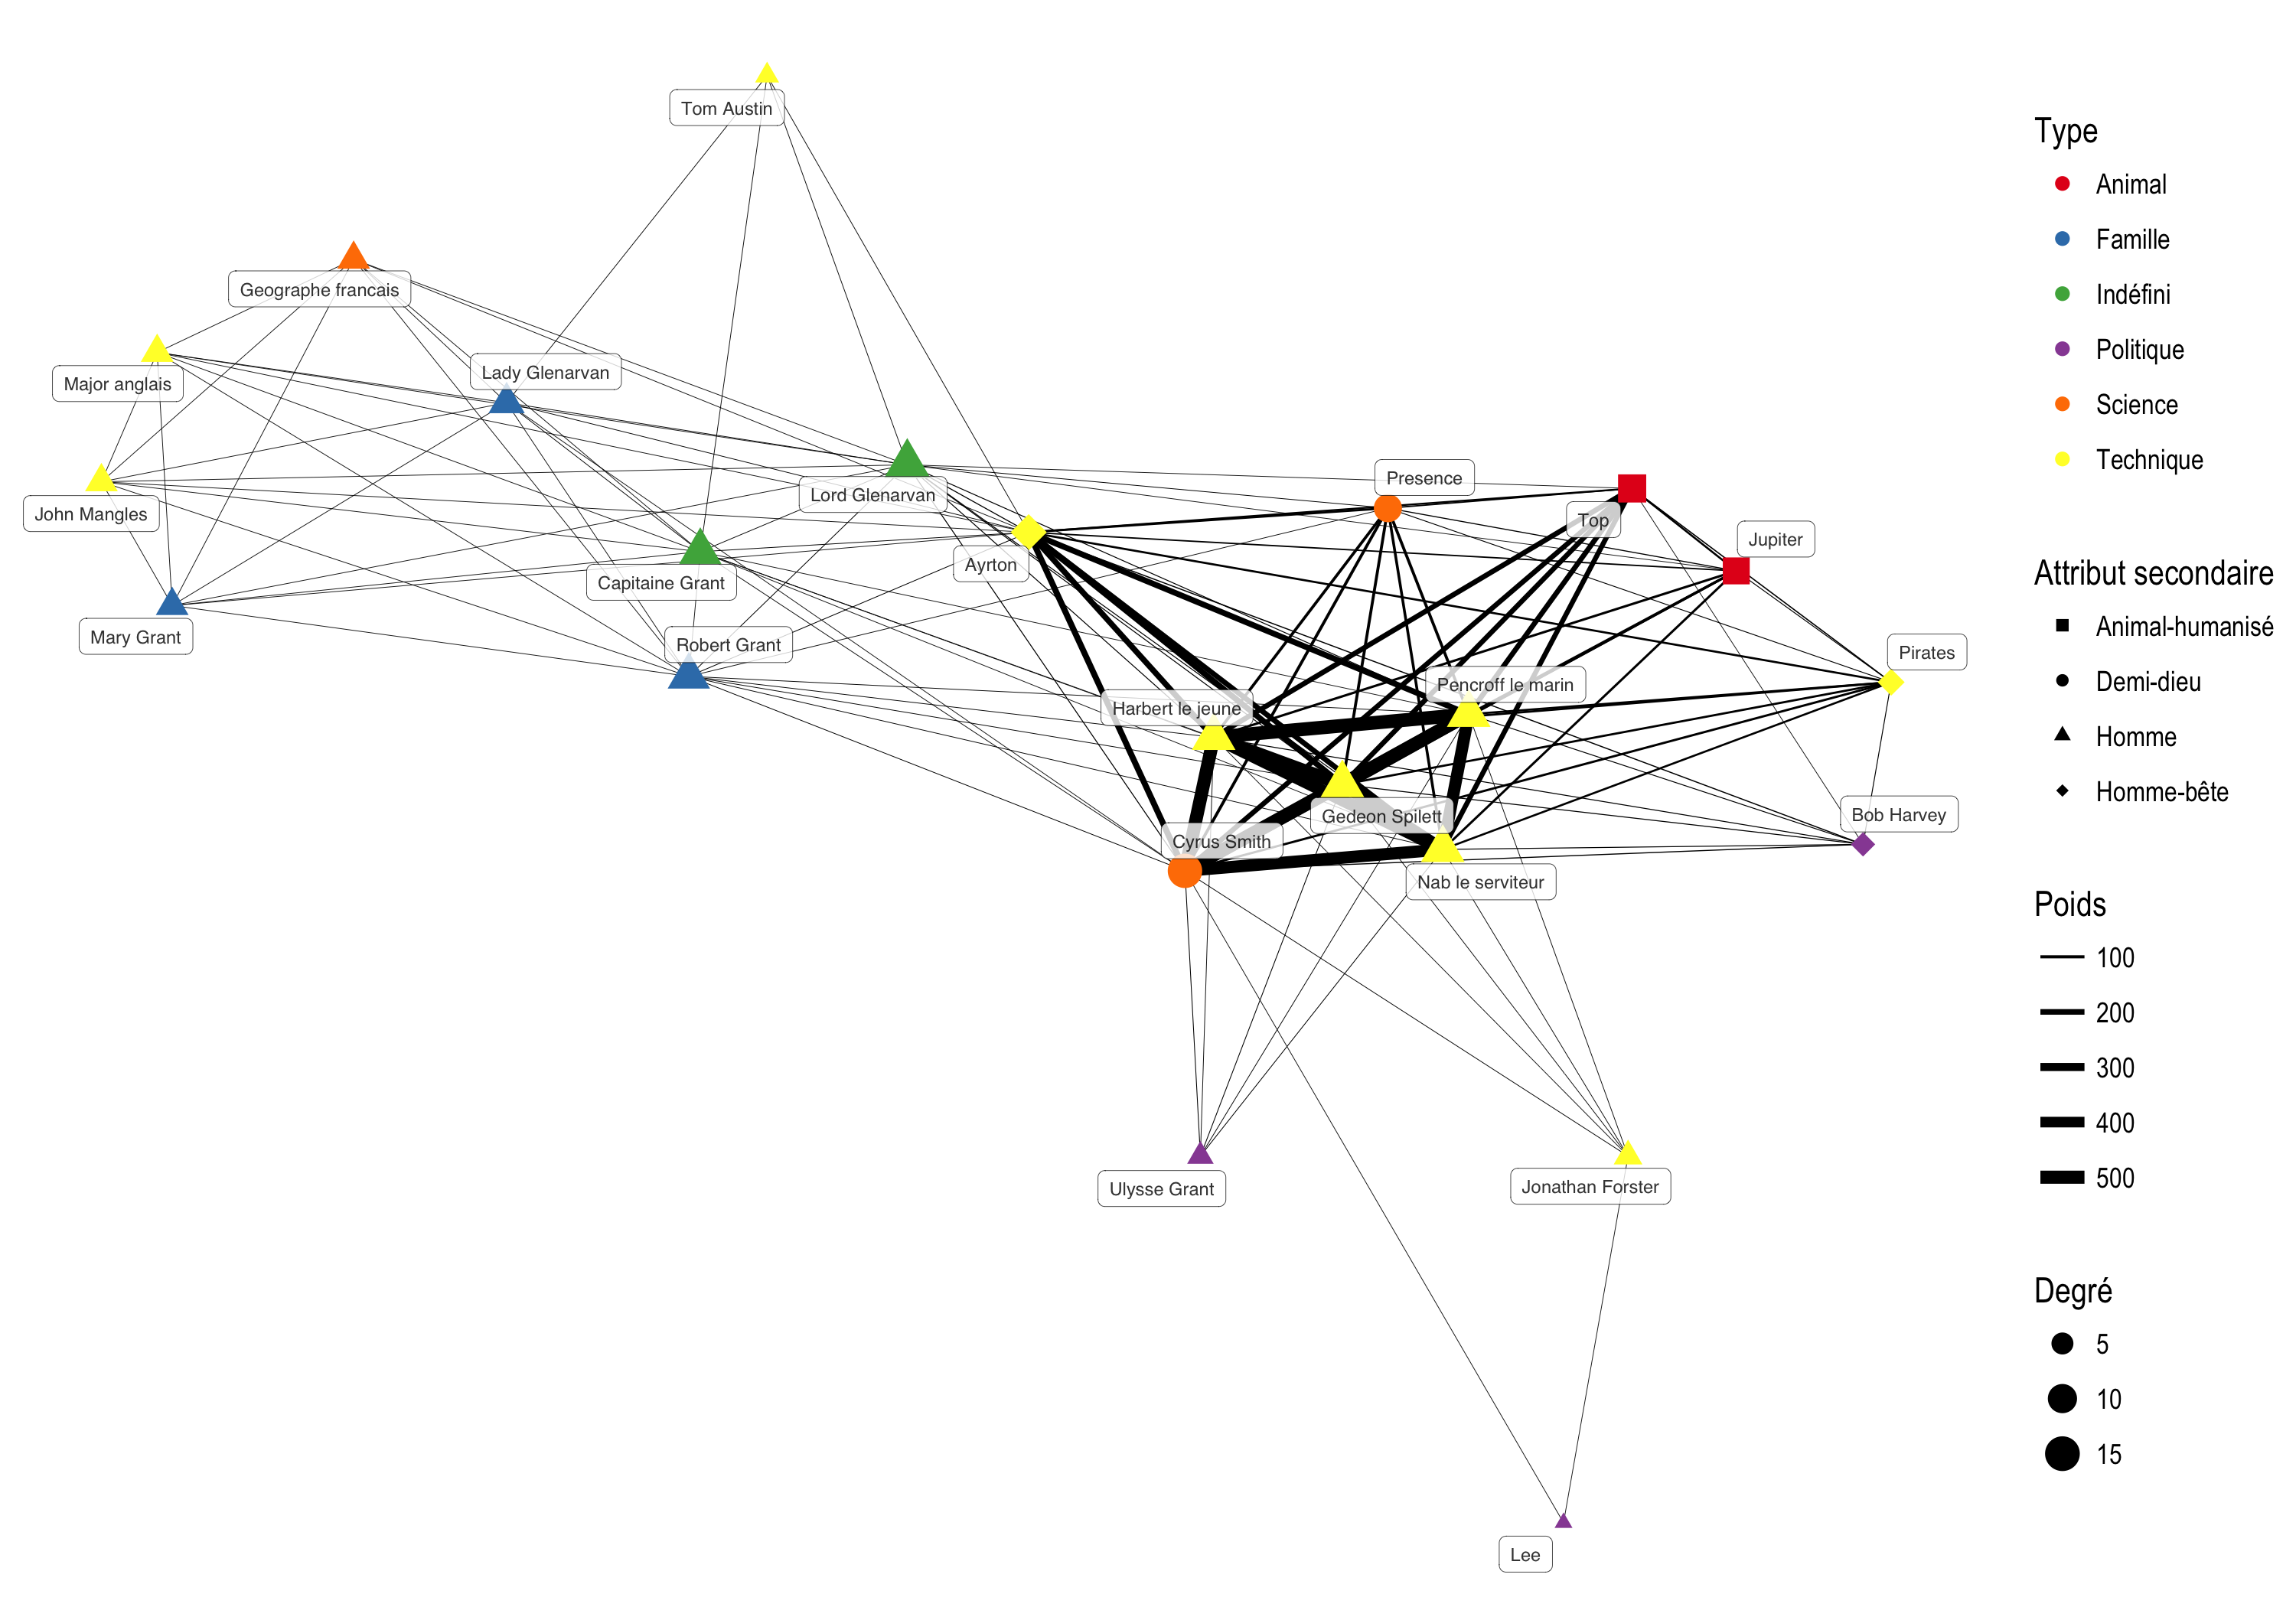 Tom Austin
Geographe francais
Major anglais
Lady Glenarvan
John Mangles
Lord Glenarvan
Presence
Top
Jupiter
Ayrton
Capitaine Grant
Mary Grant
Robert Grant
Pirates
Pencroff le marin
Harbert le jeune
Gedeon Spilett
Bob Harvey
Cyrus Smith
Nab le serviteur
Ulysse Grant
Jonathan Forster
Lee
Type
Animal
Famille
Indéfini
Politique
Science
Technique
Attribut secondaire
Animal-humanisé
Demi-dieu
Homme
Homme-bête
Poids
100
200
300
400
500
Degré
5
10
15